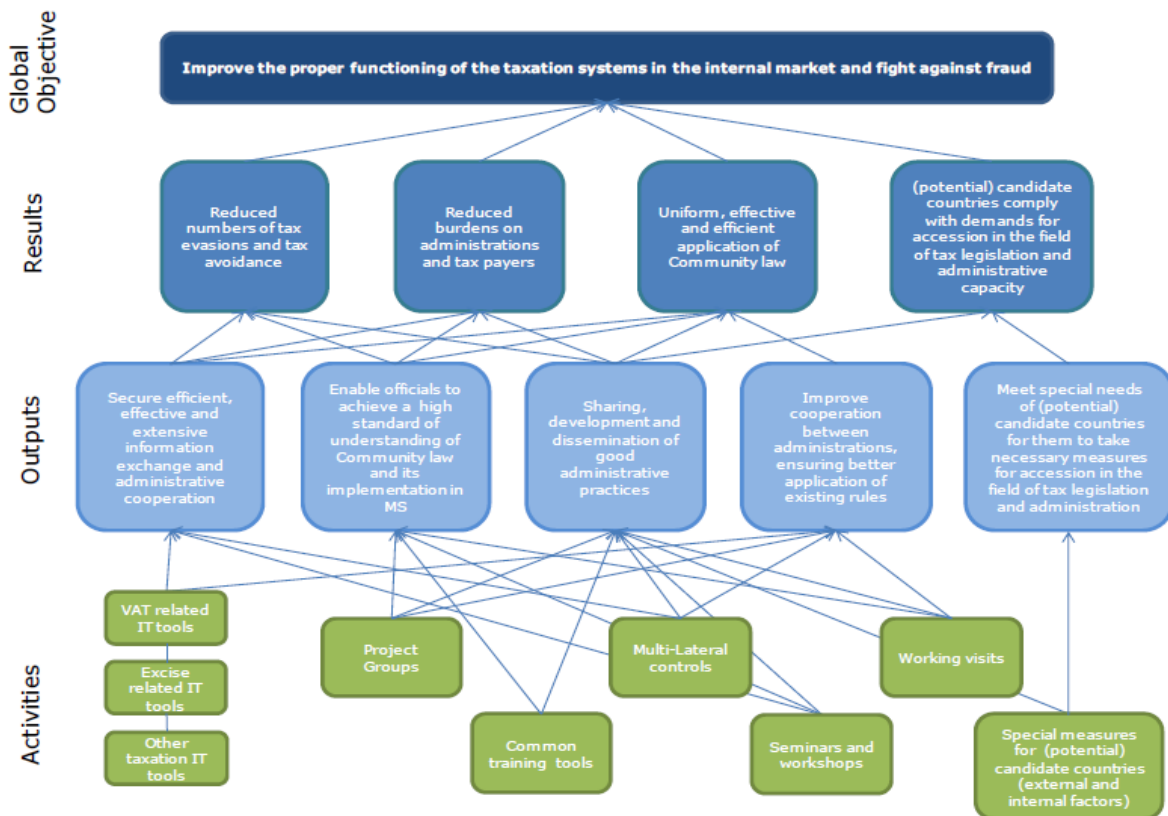 Global
Objective
Improve the proper functioning of the taxation systems in the internal market and fight against fraud
Results
Reduced
numbers of tax
evasions and tax
avoidance
Reduced
burdens on
administrations
and tax payers
Uniform, effective
and efficient
application of
Community law
(potential) candidate
countries comply
with demands for
accession in the field
of tax legislation and
administrative
capacity
Outputs
Secure efficient,
effective and
extensive
information
exchange and
administrative
cooperation
Enable officials to
achieve a high
standard of
understanding of
Community law
and its
implementation in
MS
Sharing,
development and
dissemination of
good
administrative
practices
Improve
cooperation
between
administrations,
ensuring better
application of
existing rules
Meet special needs
of (potential)
candidate countries
for them to take
necessary measures
for accession in the
field of tax legislation
and administration
Activities
VAT related
IT tools
Excise
related IT
tools
Other
taxation IT
tools
Project
Groups
Multi-Lateral
controls
Working visits
Common
training tools
Seminars and
workshops
Special measures
for (potential)
candidate countries
(external and
internal factors)